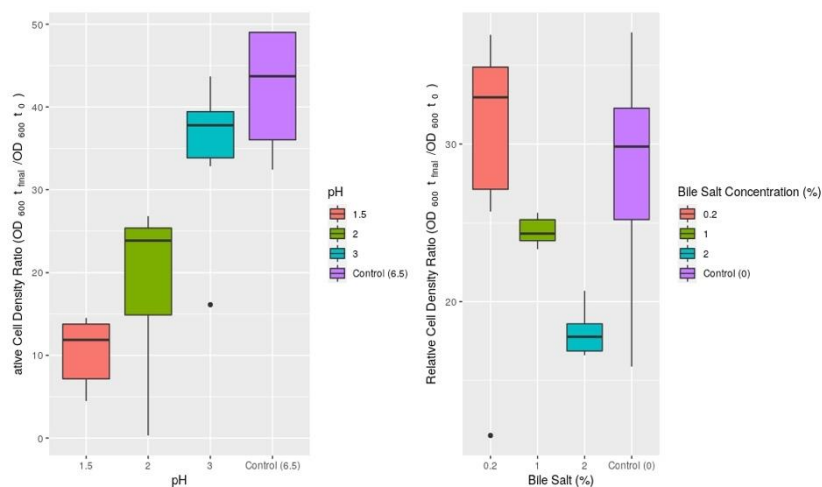 ative Cell Density Ratio (OD 600 t final /OD 600 t 0 )
50
40
30
20
10
0
1.5
2
3
Control (6.5)
pH
pH
1.5
2
3
Control (6.5)
Relative Cell Density Ratio (OD 600 t final /OD 600 t 0 )
30
20
0.2
1
2
Control (0)
Bile Salt (%)
Bile Salt Concentration (%)
0.2
1
2
Control (0)